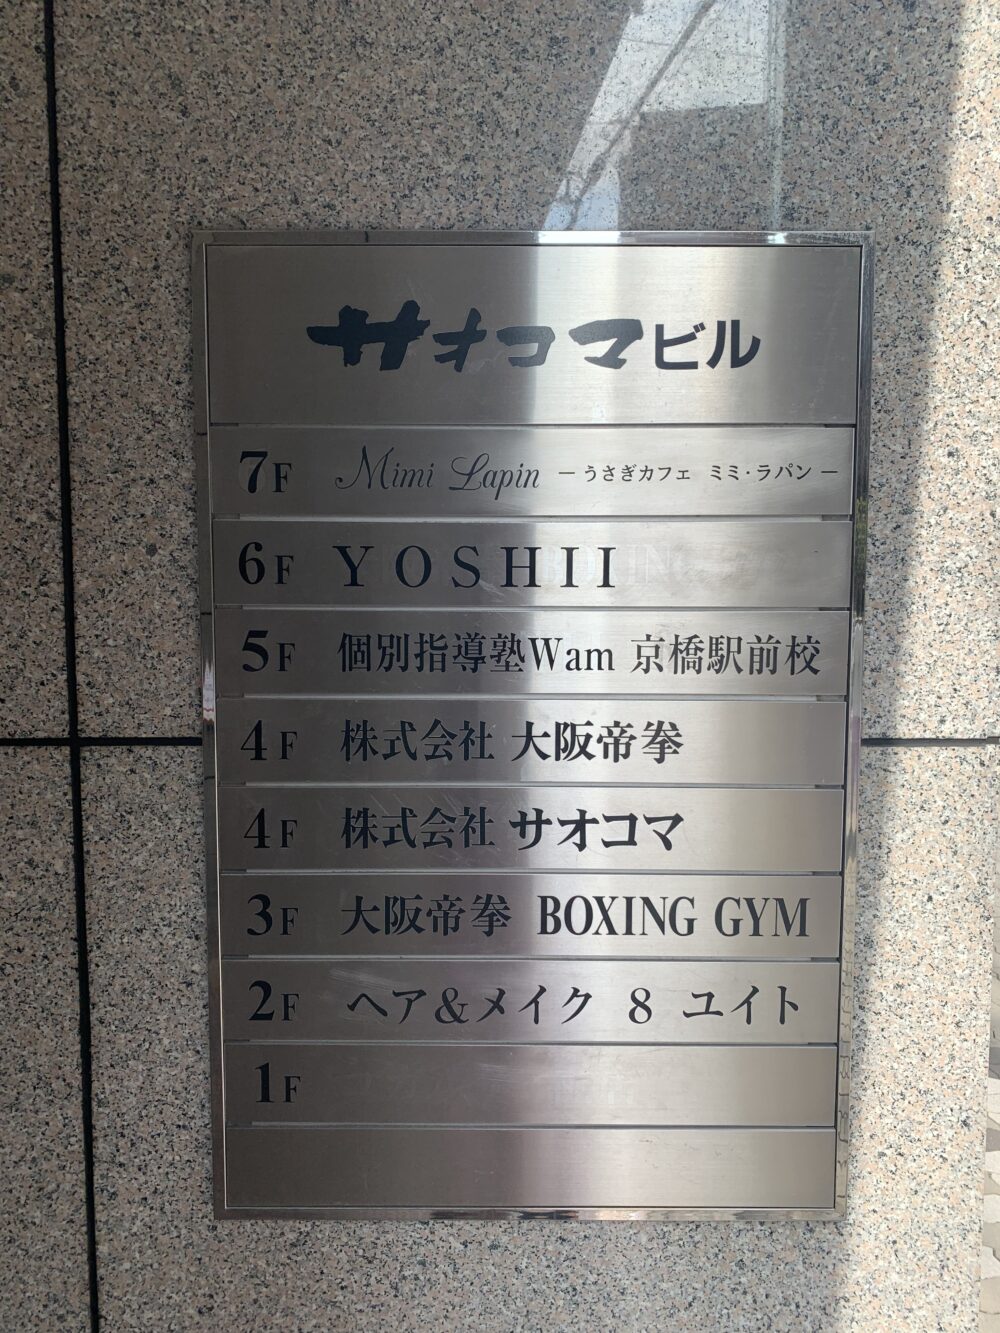 サオコマビル
7F Mimi Lapin ーうさぎカフェ ミミ・ラパンー
6F YOSHII
5F 個別指導塾Wam 京橋駅前校
4F 株式会社 大阪帝拳
4F 株式会社 サオコマ
3F 大阪帝拳 BOXING GYM
2F ヘア&メイク 8 ユイト
1F